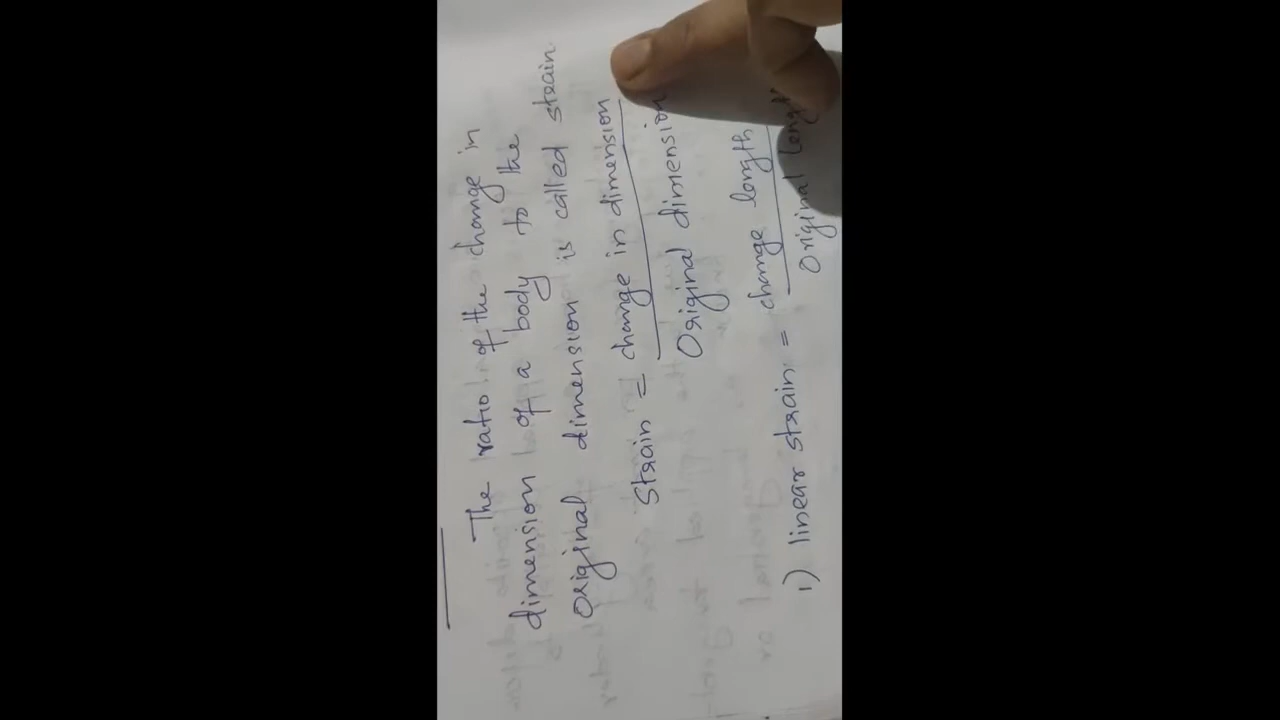 The ratio of the change in
dimension of a body to the
original dimension is called strain
Strain = change in dimension
Original dimension
1) linear strain = change length
Original length